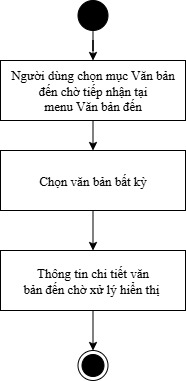 Người dùng chọn mục Văn bản
đến chờ tiếp nhận tại
menu Văn bản đến
Chọn văn bản bất kỳ
Thông tin chi tiết văn
bản đến chờ xử lý hiển thị